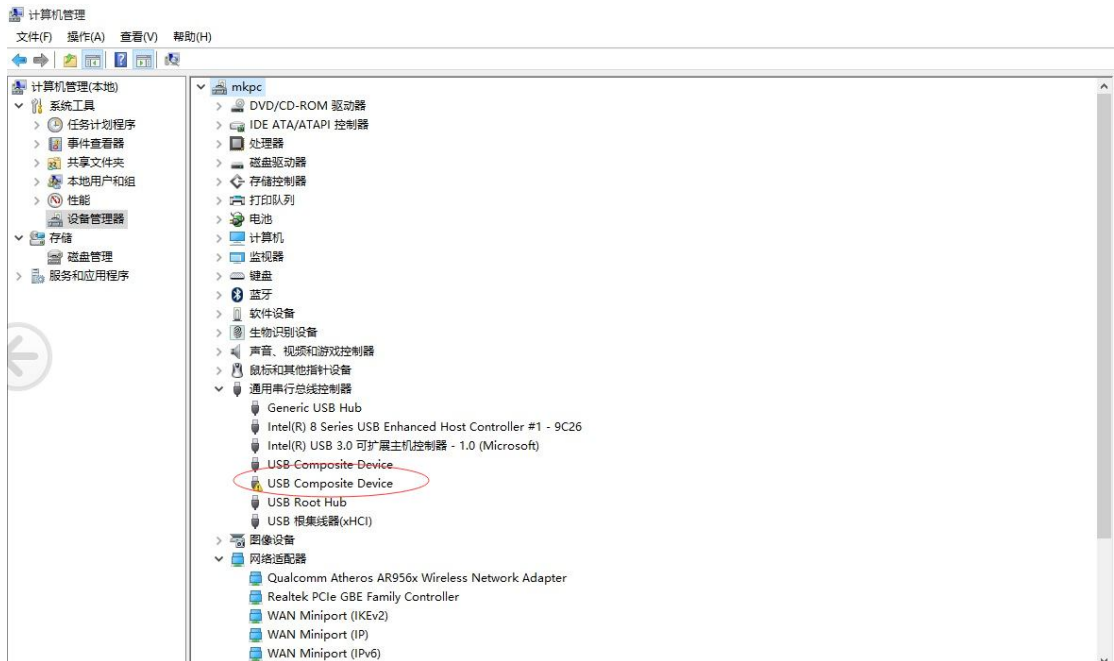 计算机管理
文件(F) 操作(A) 查看(V) 帮助(H)
计算机管理(本地)
系统工具
任务计划程序
事件查看器
共享文件夹
本地用户和组
性能
设备管理器
存储
磁盘管理
服务和应用程序
mkpc
DVD/CD-ROM 驱动器
IDE ATA/ATAPI 控制器
处理器
磁盘驱动器
存储控制器
打印队列
电池
计算机
监视器
键盘
蓝牙
软件设备
生物识别设备
声音、视频和游戏控制器
鼠标和其他指针设备
通用串行总线控制器
Generic USB Hub
Intel(R) 8 Series USB Enhanced Host Controller #1 - 9C26
Intel(R) USB 3.0 可扩展主机控制器 - 1.0 (Microsoft)
USB Composite Device
USB Composite Device
USB Root Hub
USB 根集线器(xHCI)
图像设备
网络适配器
Qualcomm Atheros AR956x Wireless Network Adapter
Realtek PCIe GBE Family Controller
WAN Miniport (IKEv2)
WAN Miniport (IP)
WAN Miniport (IPv6)